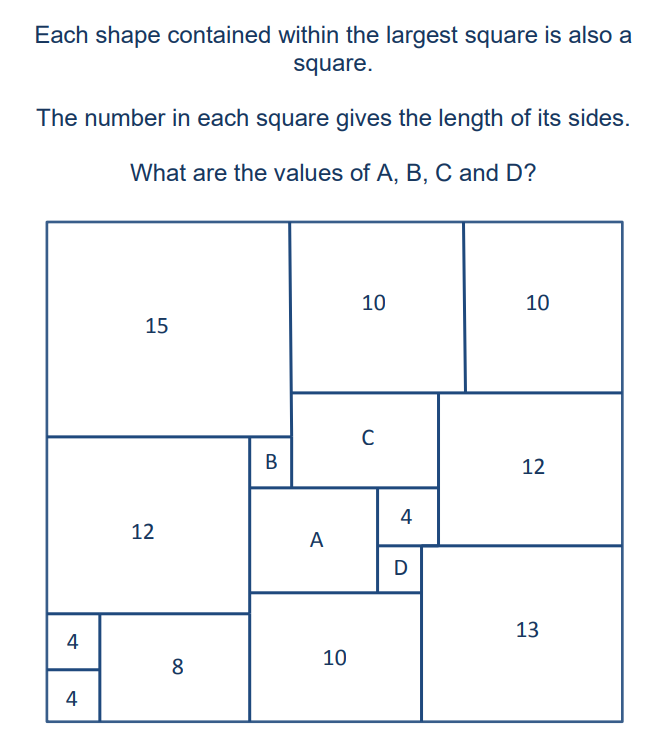 Each shape contained within the largest square is also a
square.
The number in each square gives the length of its sides.
What are the values of A, B, C and D?
15
10
10
C
B
12
12
4
A
D
13
4
10
8
4